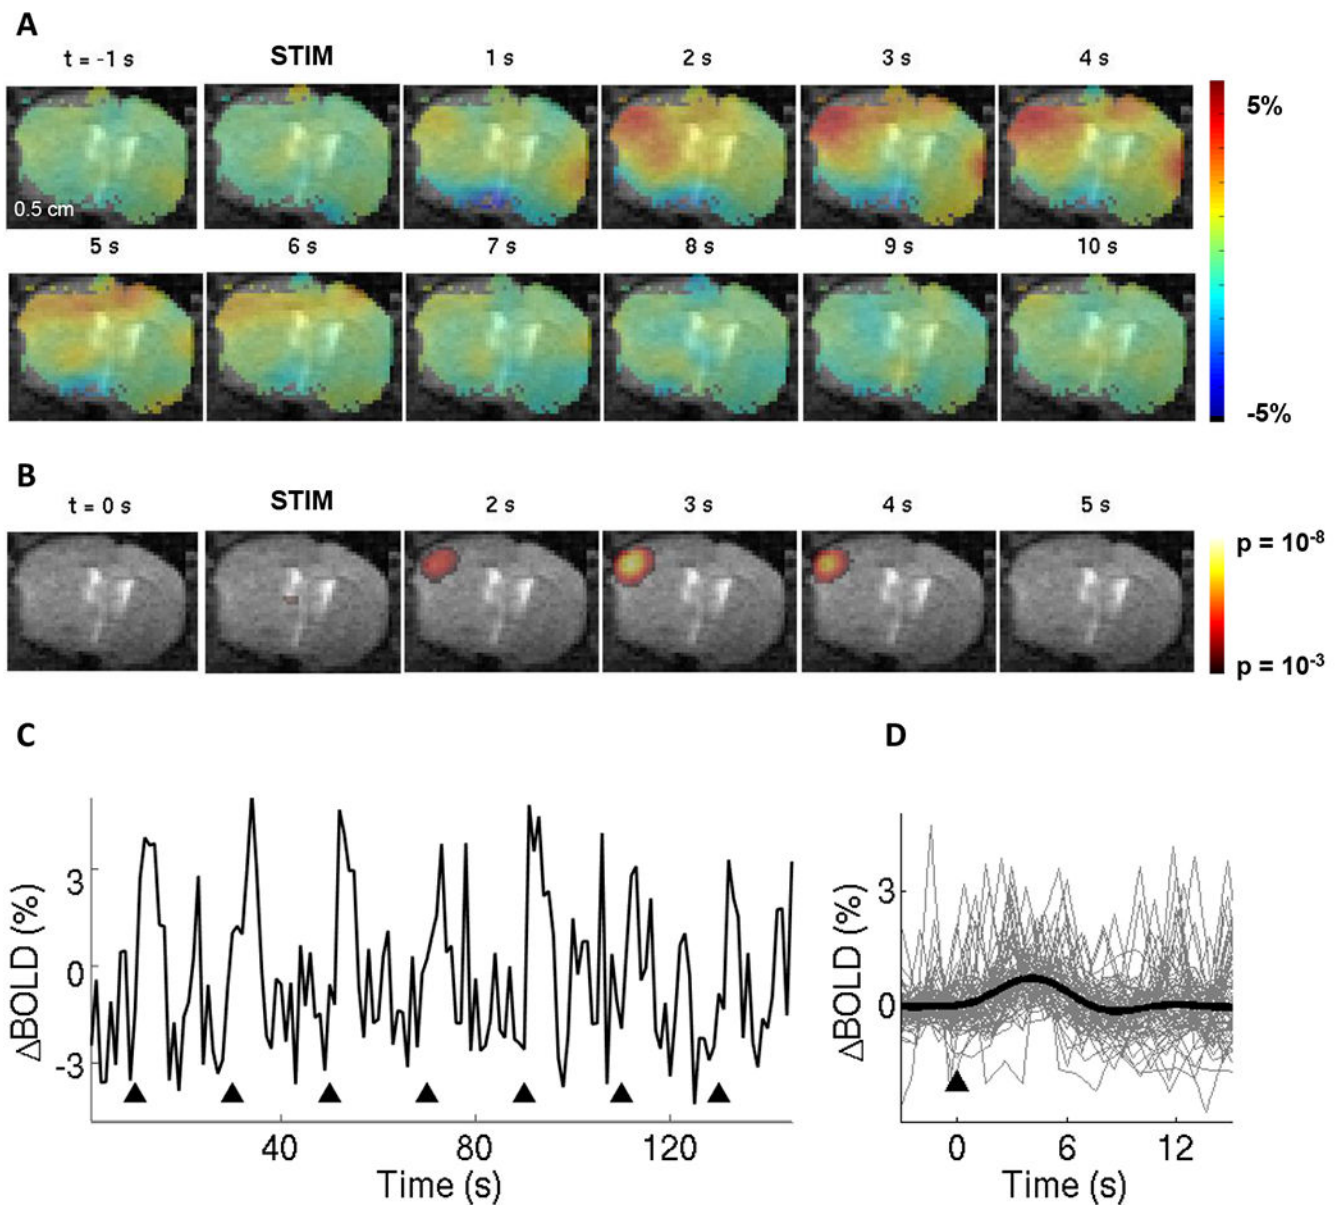 A
t = -1 s STIM 1 s 2 s 3 s 4 s
5%
0.5 cm
5 s 6 s 7 s 8 s 9 s 10 s
-5%
B
t = 0 s STIM 2 s 3 s 4 s 5 s
p = 10-8
p = 10-3
C D
ΔBOLD (%)
3
0
-3
40 80 120
Time (s)
ΔBOLD (%)
3
0
0 6 12
Time (s)